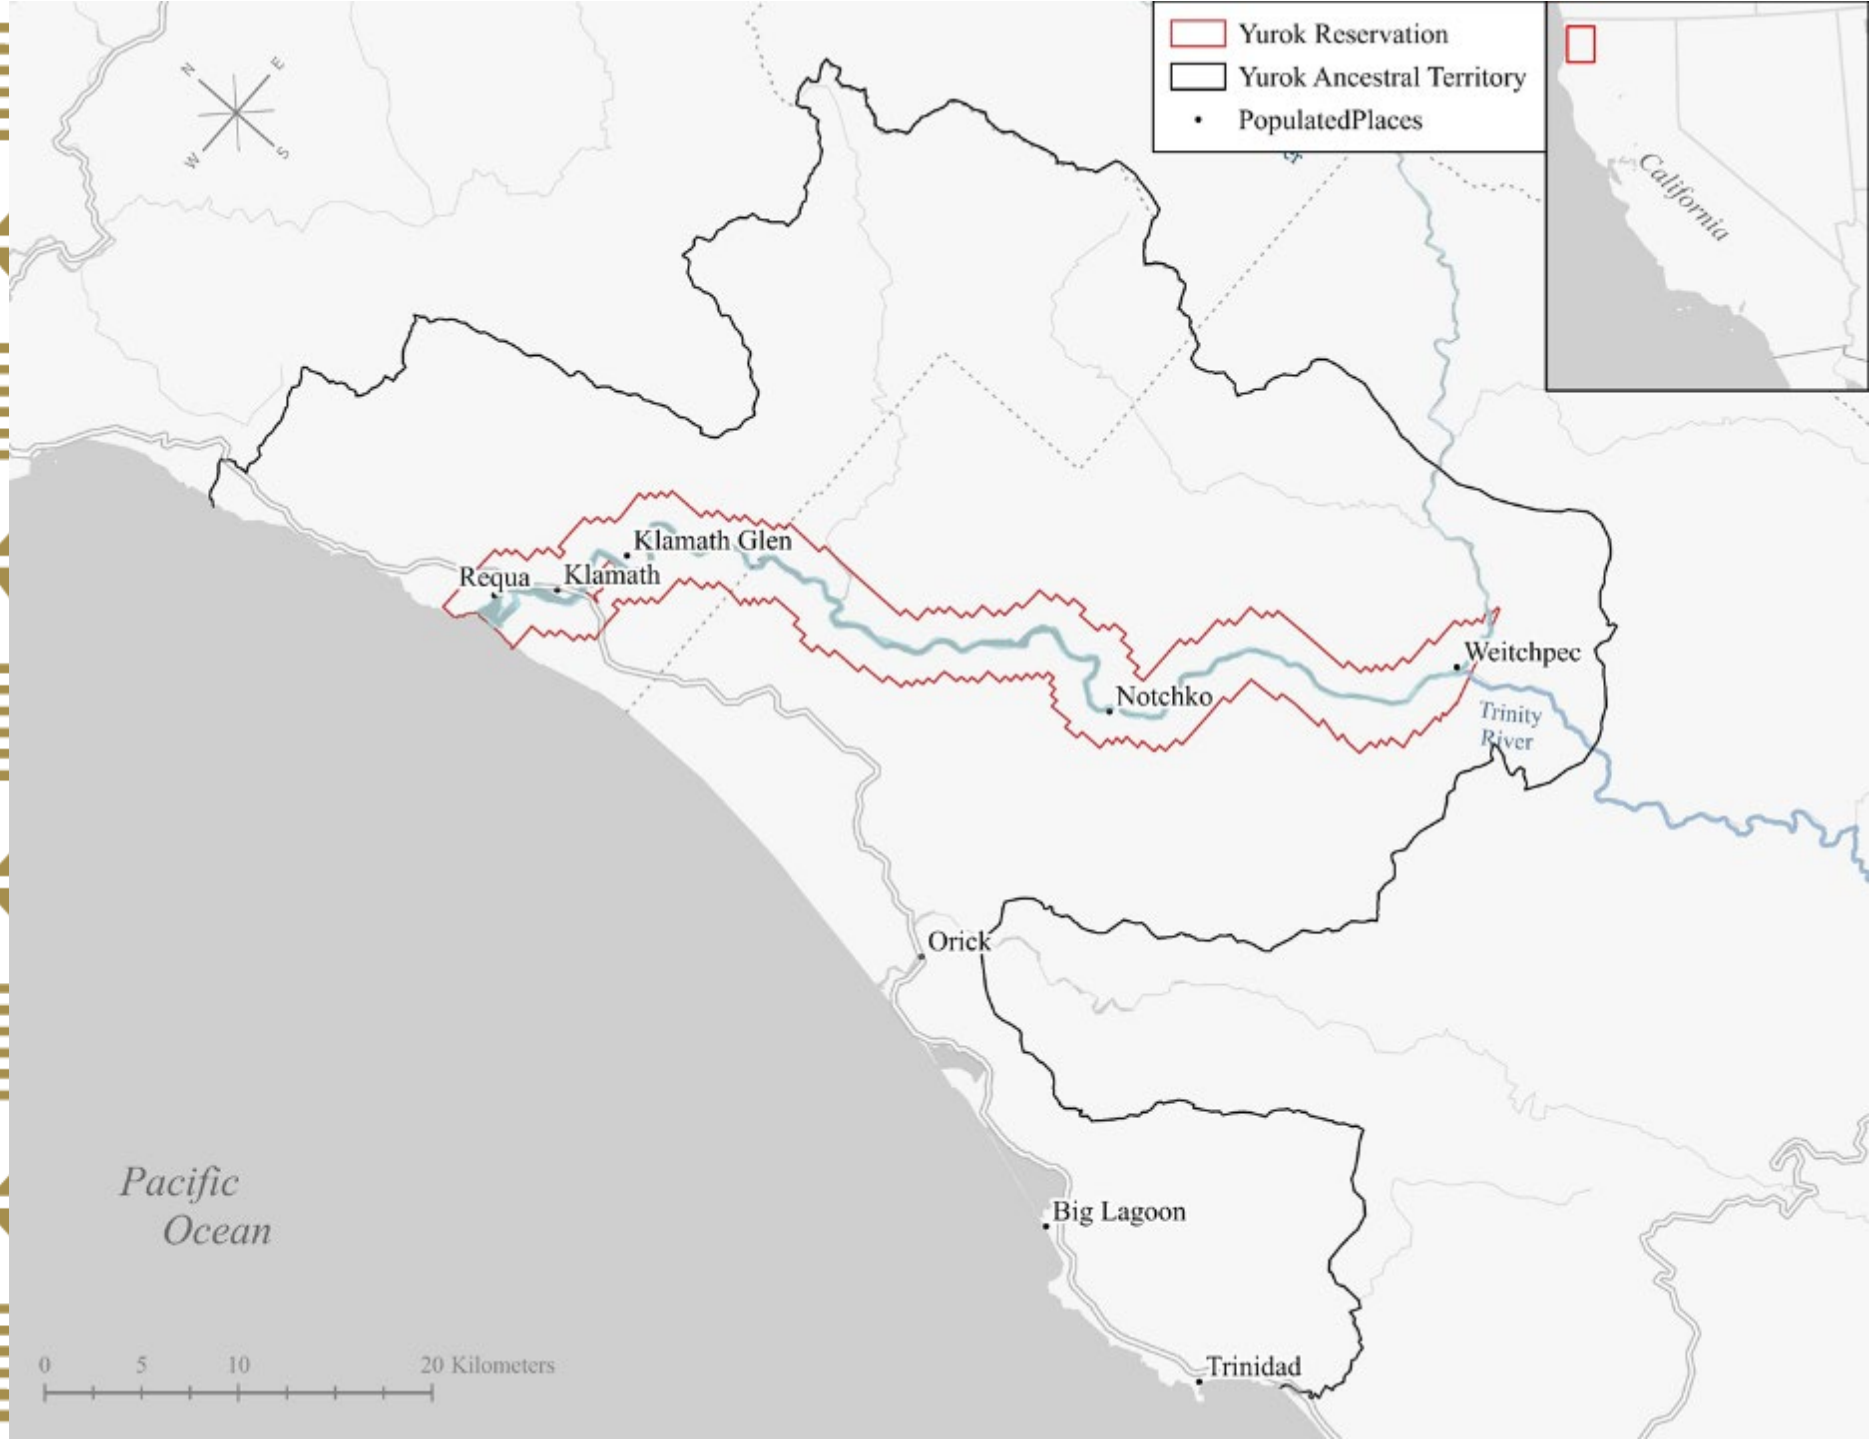 Yurok Reservation
Yurok Ancestral Territory
PopulatedPlaces
N
E
W
S
California
Klamath Glen
Requa
Klamath
Weitchpec
Notchko
Trinity
River
Orick
Pacific
Ocean
Big Lagoon
Trinidad
0 5 10 20 Kilometers